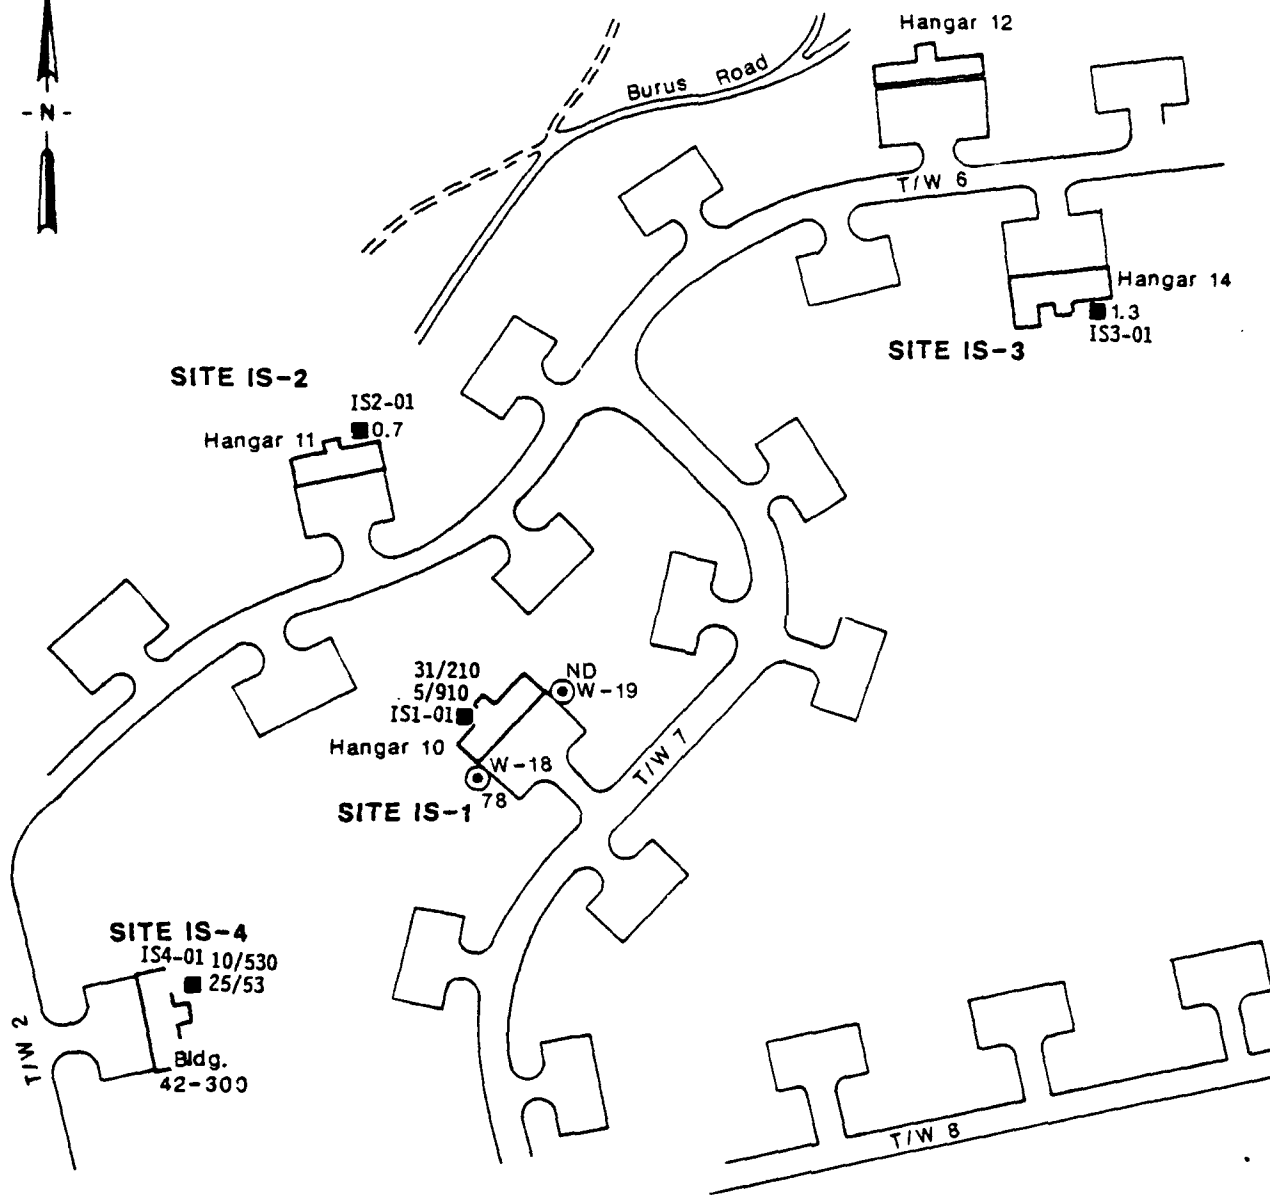 Hangar 12
- N -
Burus Road
T/W 6
Hangar 14
1.3
IS3-01
SITE IS-3
SITE IS-2
IS2-01
0.7
Hangar 11
31/210
5/910
IS1-01
ND
W-19
Hangar 10
W-18
78
SITE IS-1
T/W 7
SITE IS-4
IS4-01 10/530
25/53
T/W 2
Bldg.
42-300
T/W 8